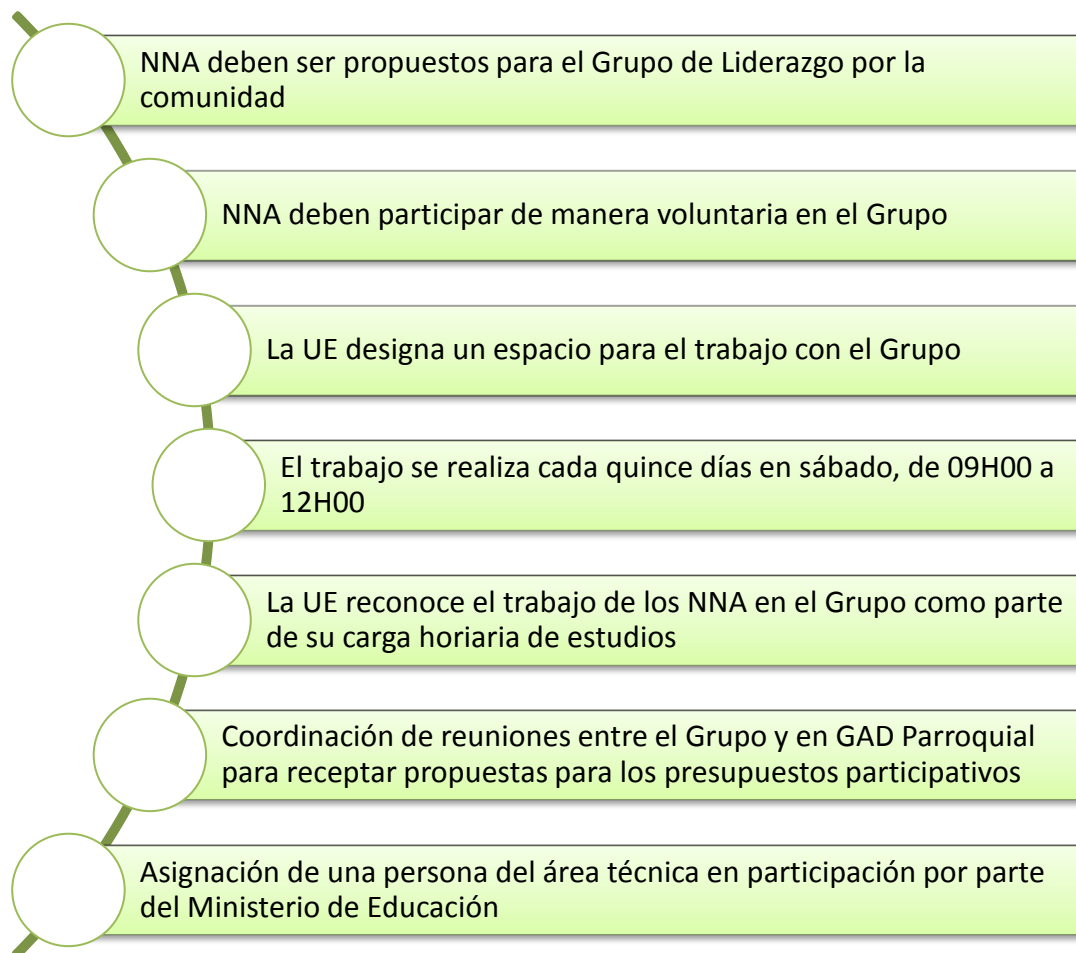 NNA deben ser propuestos para el Grupo de Liderazgo por la
comunidad
NNA deben participar de manera voluntaria en el Grupo
La UE designa un espacio para el trabajo con el Grupo
El trabajo se realiza cada quince días en sábado, de 09H00 a
12H00
La UE reconoce el trabajo de los NNA en el Grupo como parte
de su carga horiaria de estudios
Coordinación de reuniones entre el Grupo y en GAD Parroquial
para receptar propuestas para los presupuestos participativos
Asignación de una persona del área técnica en participación por parte
del Ministerio de Educación